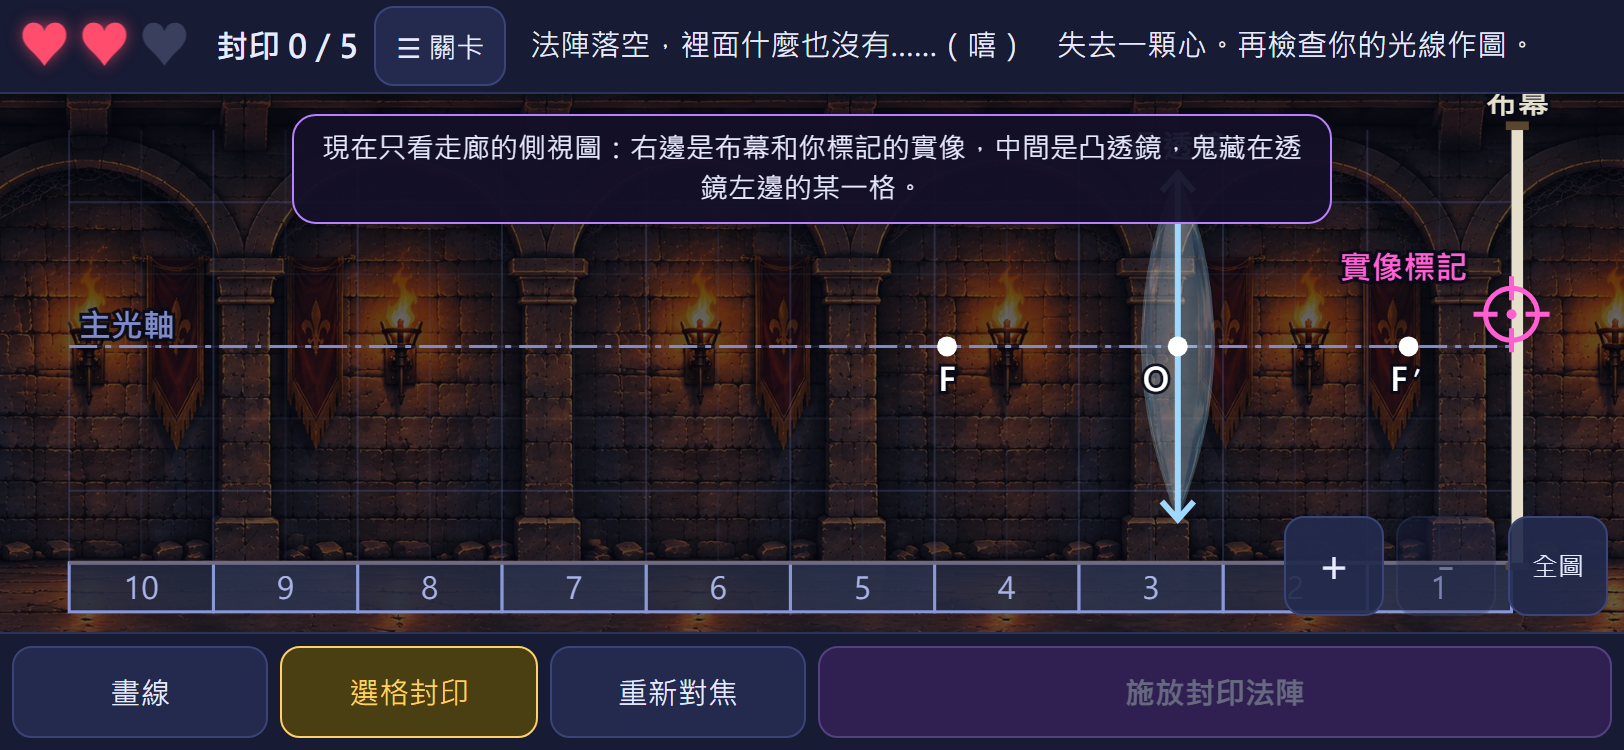 封印 0 / 5
☰ 關卡
法陣落空，裡面什麼也沒有……（嘻） 失去一顆心。再檢查你的光線作圖。
布幕
現在只看走廊的側視圖：右邊是布幕和你標記的實像，中間是凸透鏡，鬼藏在透
鏡左邊的某一格。
實像標記
主光軸
F
O
F′
10 9 8 7 6 5 4 3 2 1
+
−
全圖
畫線
選格封印
重新對焦
施放封印法陣